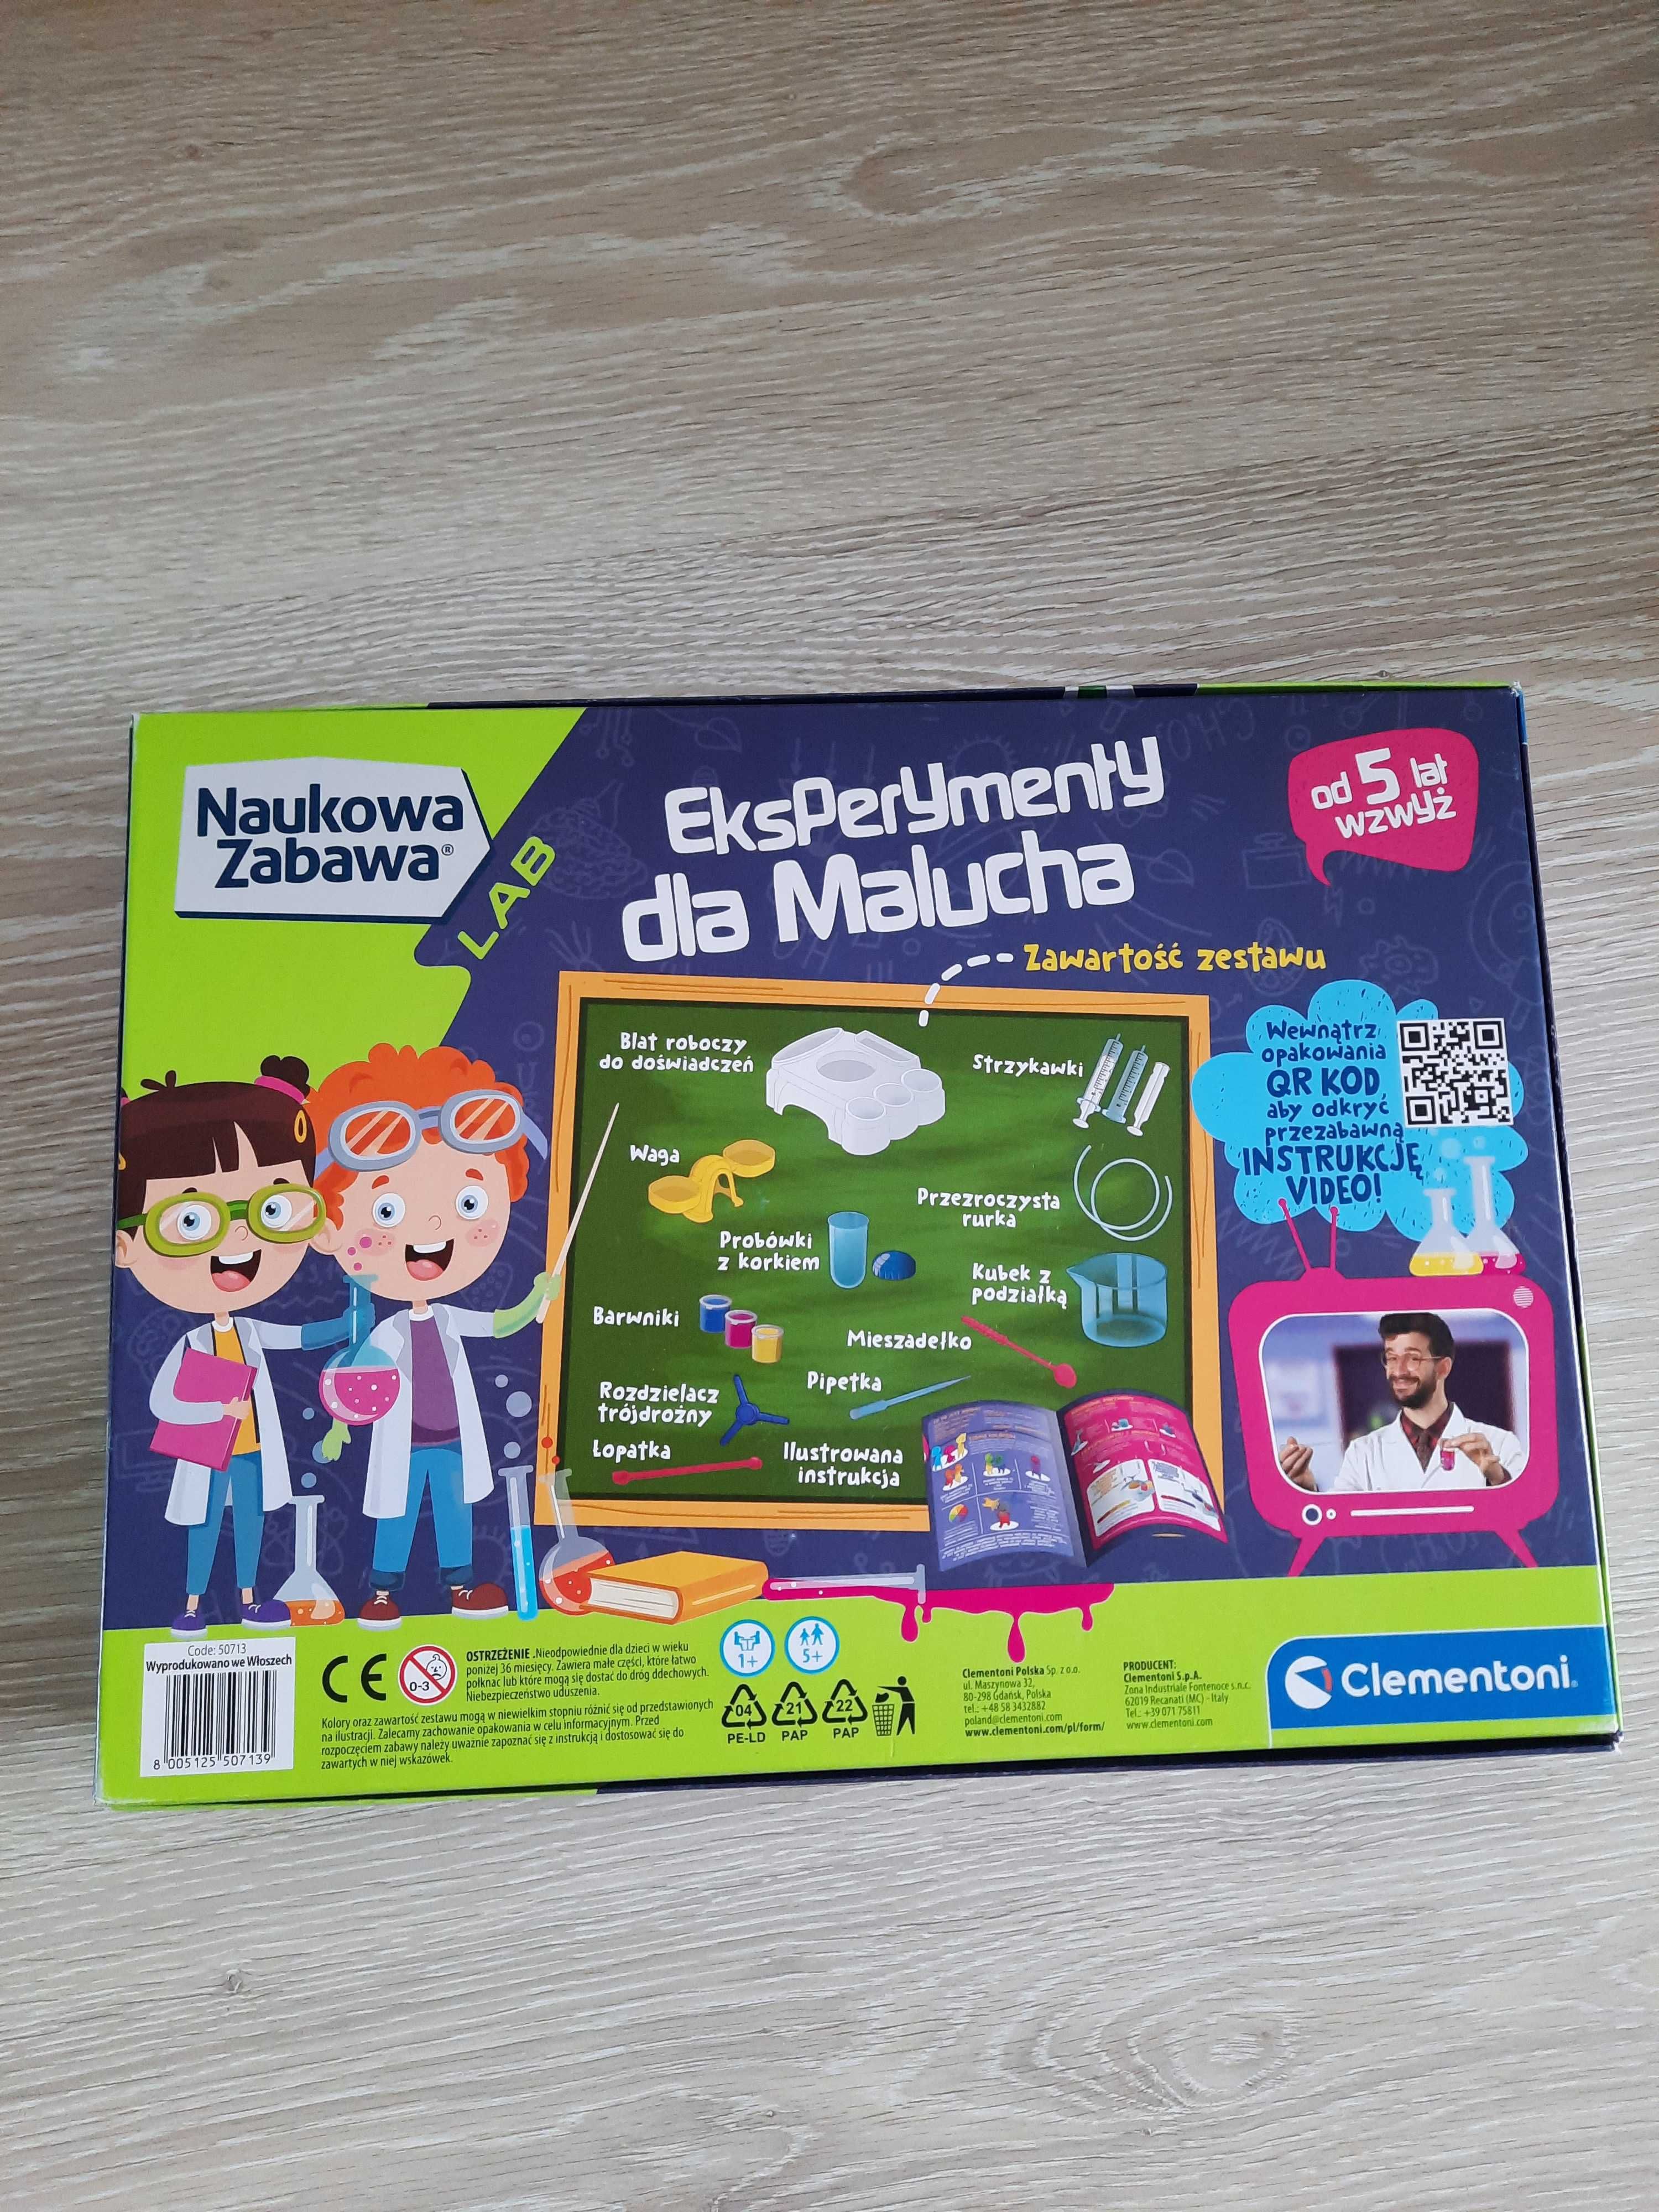 Naukowa
Zabawa®
LAB
Eksperymenty
dla Malucha
od 5 lat
wzwyż
Zawartość zestawu
Blat roboczy
do doświadczeń
Strzykawki
Waga
Przezroczysta
rurka
Probówki
z korkiem
Kubek z
podziałką
Barwniki
Mieszadełko
Pipetka
Rozdzielacz
trójdrożny
Łopatka
Ilustrowana
instrukcja
Wewnątrz
opakowania
QR KOD,
aby odkryć
przezabawną
INSTRUKCJĘ
VIDEO!
Code: 50713
Wyprodukowano we Włoszech
8 005125 507139
CE
0-3
OSTRZEŻENIE .Nieodpowiednie dla dzieci w wieku
poniżej 36 miesięcy. Zawiera małe części, które łatwo
połknac lub które mogą się dostać do dróg ddechowych.
Niebezpieczeństwo uduszenia.
Kolory oraz zawartość zestawu mogą w niewielkim stopniu różnić się od przedstawionych
na ilustracji. Zalecamy zachowanie opakowania w celu informacyjnym. Przed
rozpoczęciem zabawy należy uważnie zapoznać się z instrukcją i dostosować się do
zawartych w niej wskazówek.
1+
5+
04
PE-LD
21
PAP
22
PAP
Clementoni Polska Sp. z o.o.
ul. Maszynowa 32,
80-298 Gdańsk, Polska
tel.: +48 58 3432882
poland@clementoni.com
www.clementoni.com/pl/form/
PRODUCENT:
Clementoni S.p.A.
Zona Industriale Fontenoce s.n.c.
62019 Recanati (MC) - Italy
Tel.: +39 071 75811
www.clementoni.com
Clementoni®